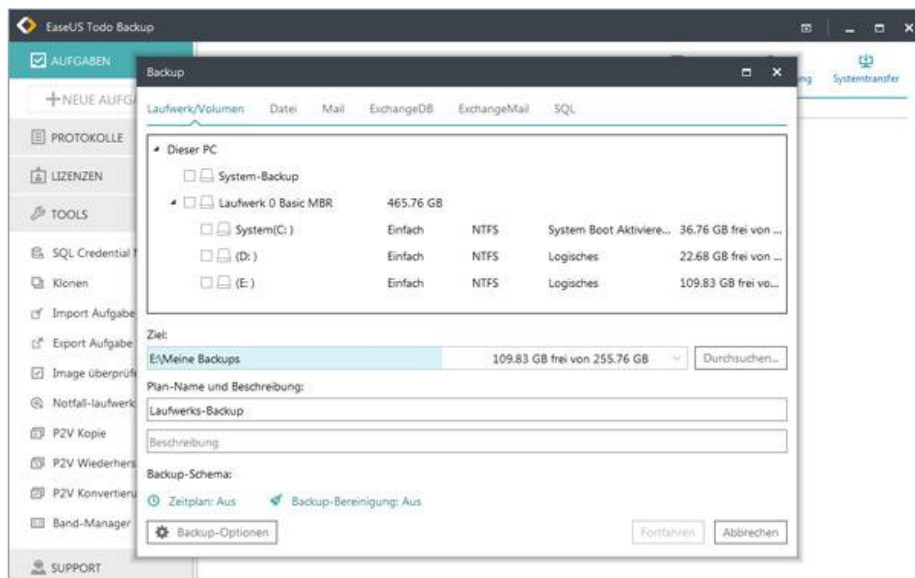 EaseUS Todo Backup
AUFGABEN
NEUE AUFGA
Systemtransfer
PROTOKOLLE
LIZENZEN
TOOLS
SQL Credential
Klonen
Import Aufgabe
Export Aufgabe
Image überprüf
Notfall-laufwerk
P2V Kopie
P2V Wiederhers
P2V Konvertieru
Band-Manager
SUPPORT
Backup
Laufwerk/Volumen Datei Mail ExchangeDB ExchangeMail SQL
Dieser PC
System-Backup
Laufwerk 0 Basic MBR 465.76 GB
System(C: ) Einfach NTFS System Boot Aktiviere... 36.76 GB frei von ...
(D: ) Einfach NTFS Logisches 22.68 GB frei von ...
(E: ) Einfach NTFS Logisches 109.83 GB frei vo...
Ziel:
E:\Meine Backups 109.83 GB frei von 255.76 GB Durchsuchen...
Plan-Name und Beschreibung:
Laufwerks-Backup
Beschreibung
Backup-Schema:
Zeitplan: Aus Backup-Bereinigung: Aus
Backup-Optionen Fortfahren Abbrechen